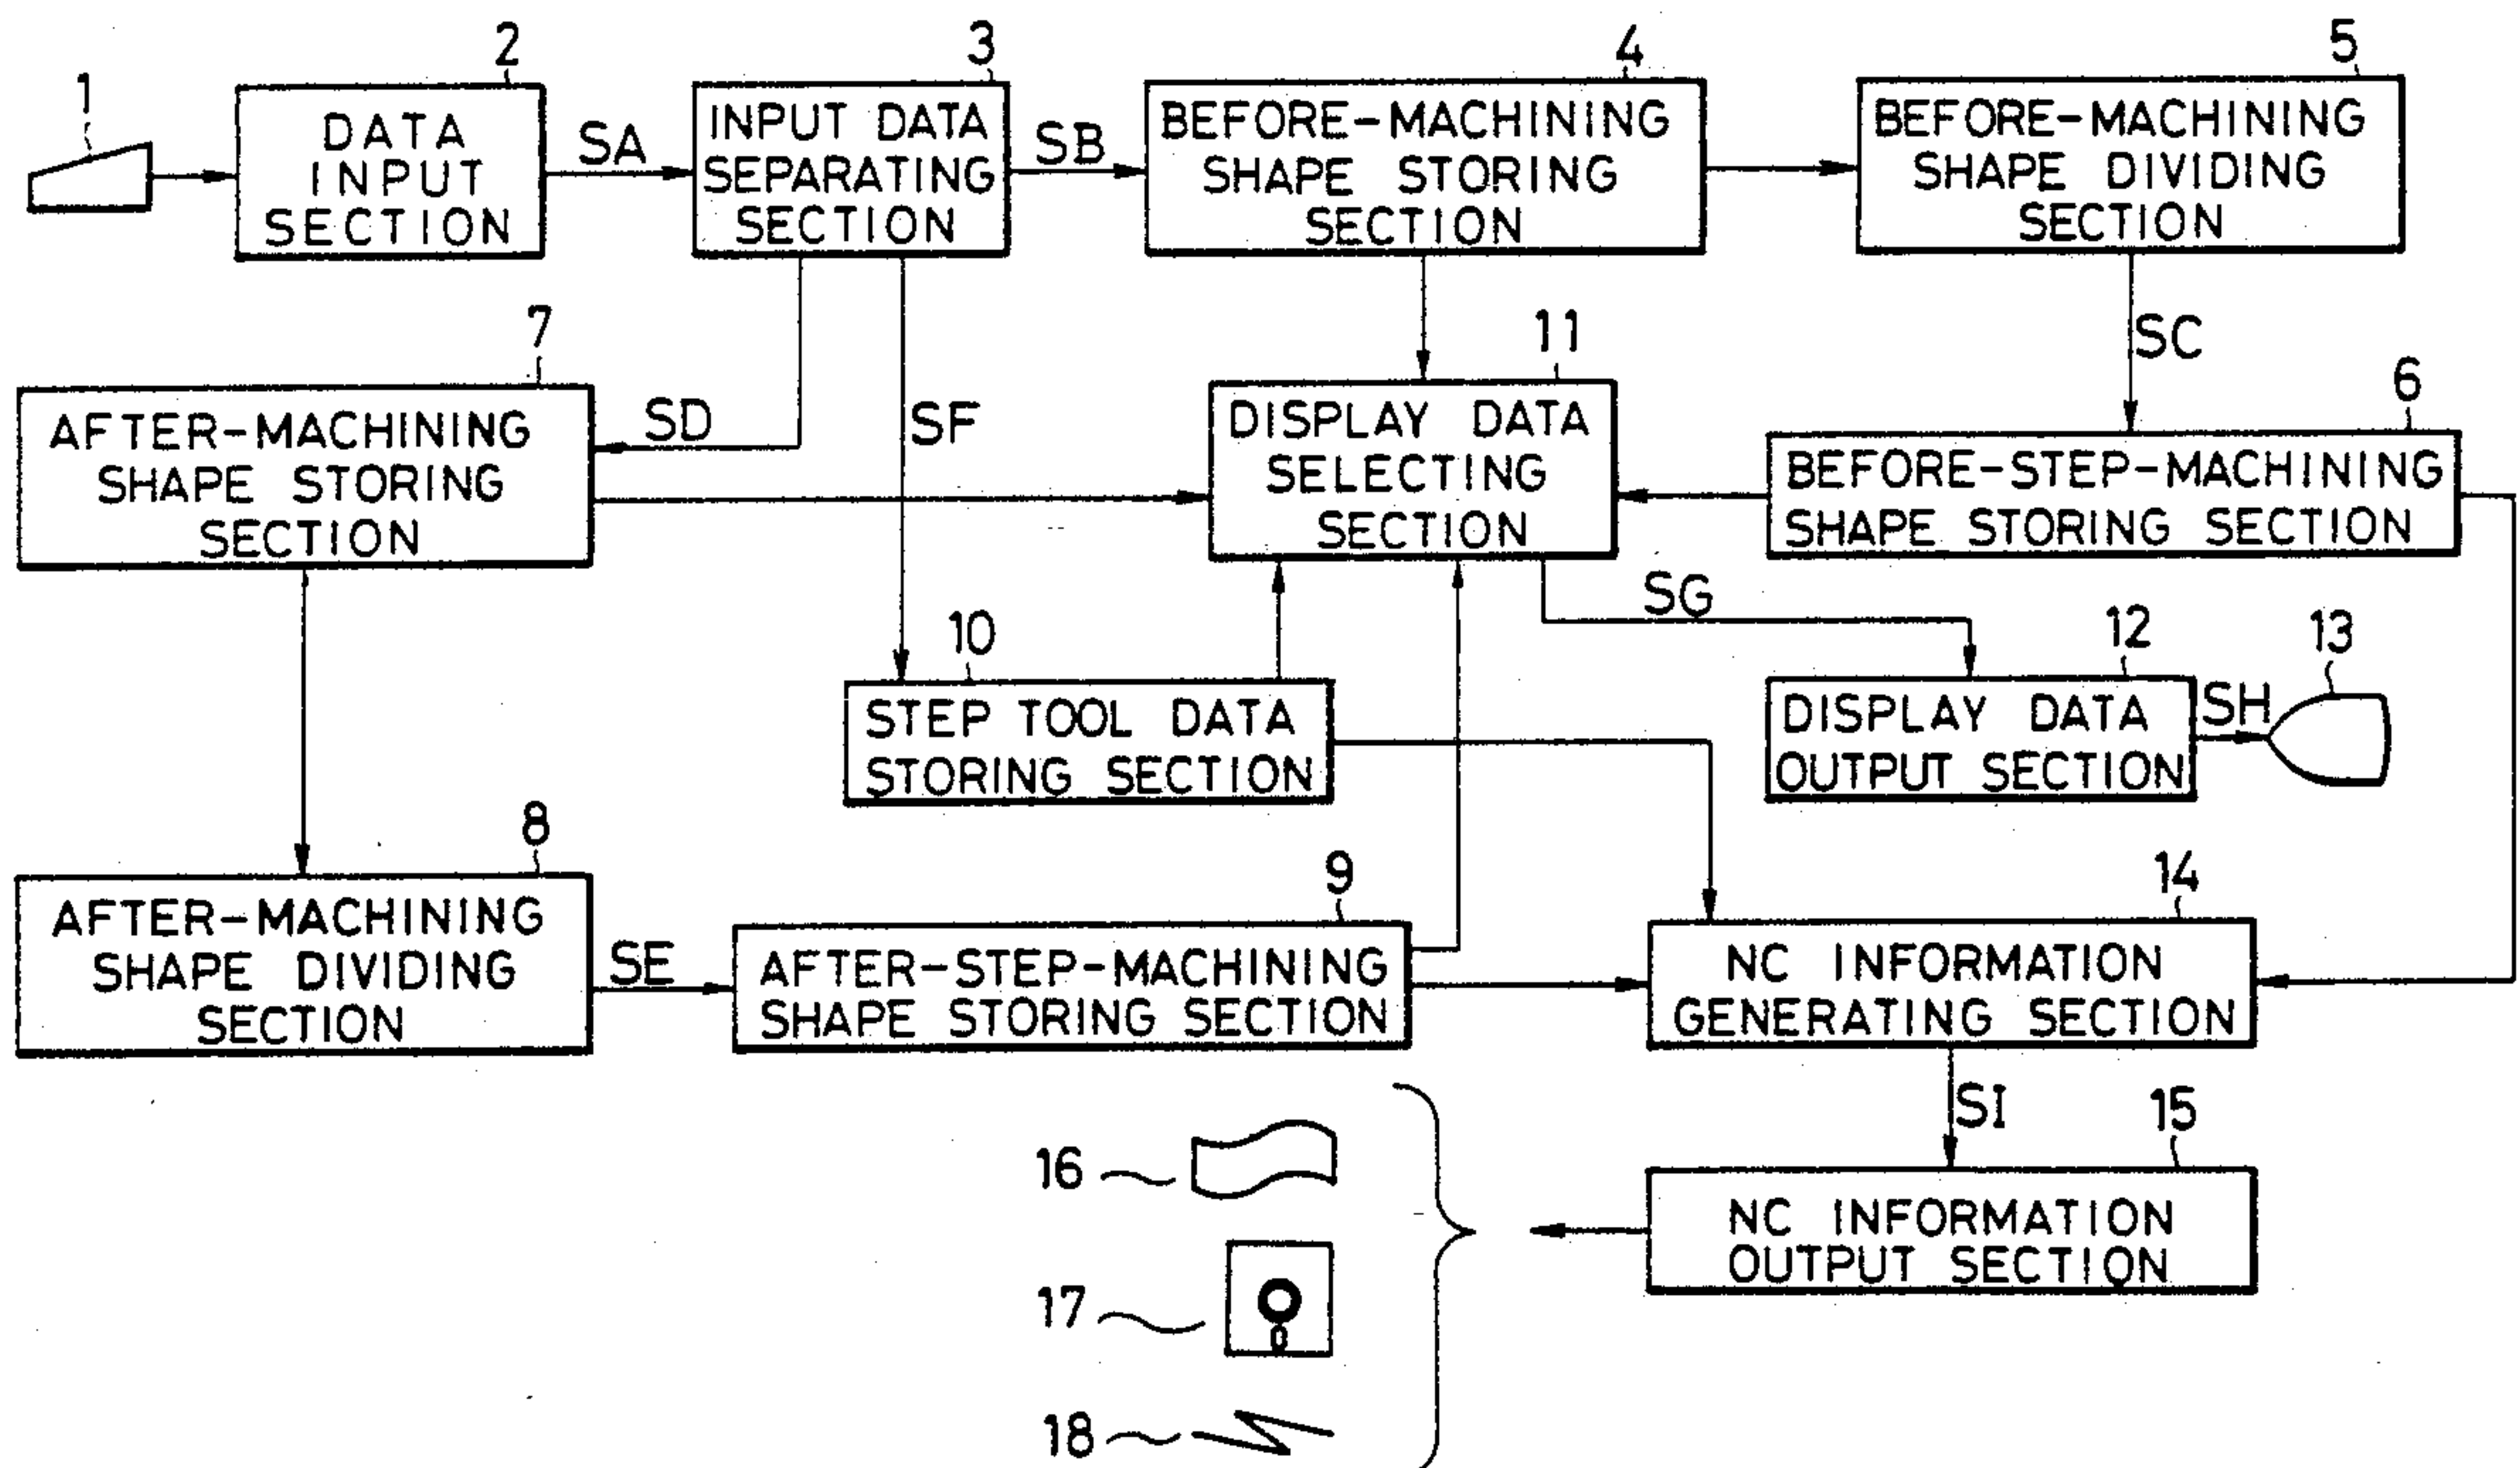 1
2
DATA
INPUT
SECTION
SA
3
INPUT DATA
SEPARATING
SECTION
SB
4
BEFORE-MACHINING
SHAPE STORING
SECTION
5
BEFORE-MACHINING
SHAPE DIVIDING
SECTION
SC
7
AFTER-MACHINING
SHAPE STORING
SECTION
SD
SF
11
DISPLAY DATA
SELECTING
SECTION
6
BEFORE-STEP-MACHINING
SHAPE STORING SECTION
SG
10
STEP TOOL DATA
STORING SECTION
12
DISPLAY DATA
OUTPUT SECTION
SH
13
8
AFTER-MACHINING
SHAPE DIVIDING
SECTION
SE
9
AFTER-STEP-MACHINING
SHAPE STORING SECTION
14
NC INFORMATION
GENERATING SECTION
SI
15
NC INFORMATION
OUTPUT SECTION
16
17
18